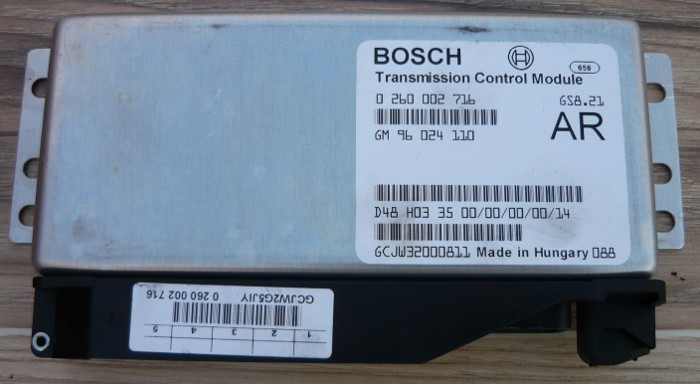 BOSCH
658
Transmission Control Module
0 260 002 716 GS8.21
GM 96 024 110 AR
D48 H03 35 00/00/00/00/14
GCJW32000811 Made in Hungary 088
1 2 3 4 5
GCJW2G5JIY 0 260 002 716